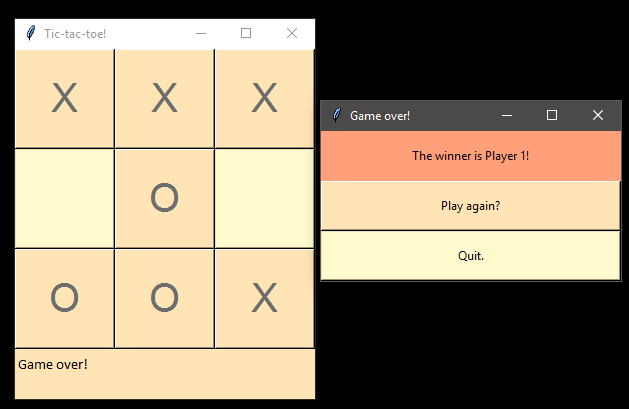 Tic-tac-toe!
X X X
O
O O X
Game over!
Game over!
The winner is Player 1!
Play again?
Quit.